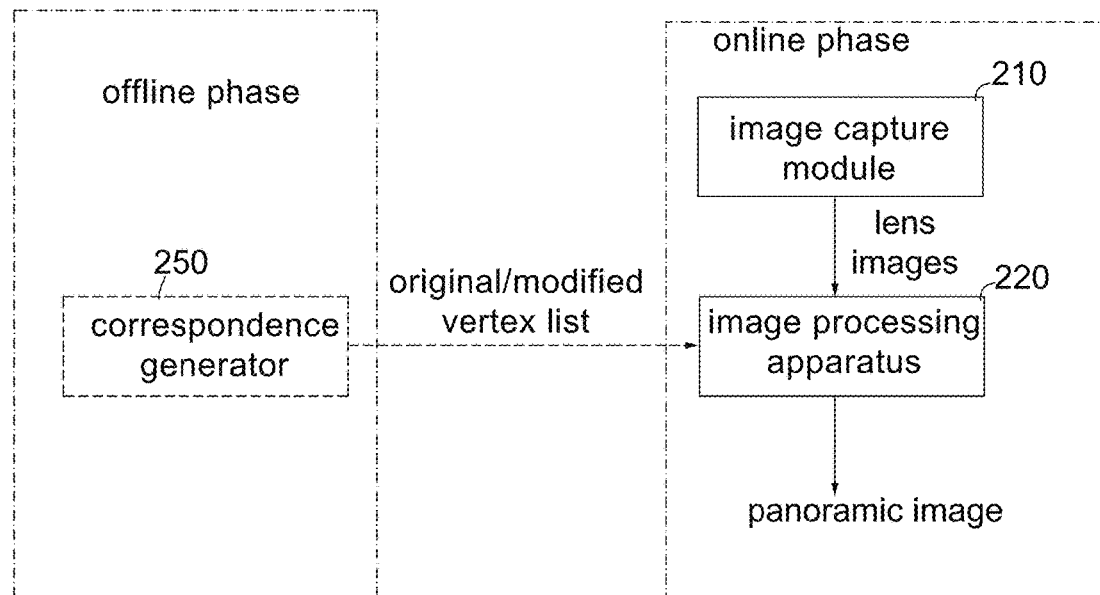 offline phase
250
correspondence
generator
original/modified
vertex list
online phase
210
image capture
module
lens
images
220
image processing
apparatus
panoramic image